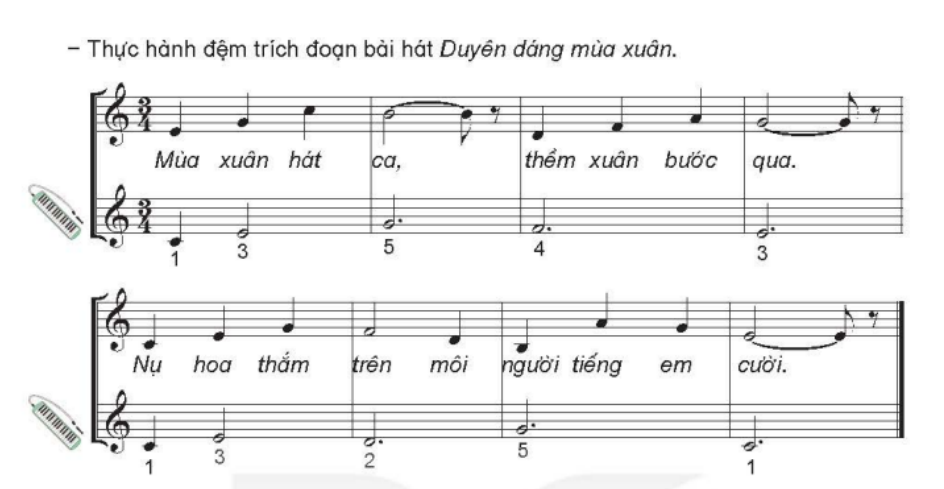 – Thực hành đệm trích đoạn bài hát Duyên dáng mùa xuân.
3 4
Mùa xuân hát ca, thềm xuân bước qua.
3 4
1 3 5 4 3
Nụ hoa thắm trên môi người tiếng em cười.
1 3 2 5 1